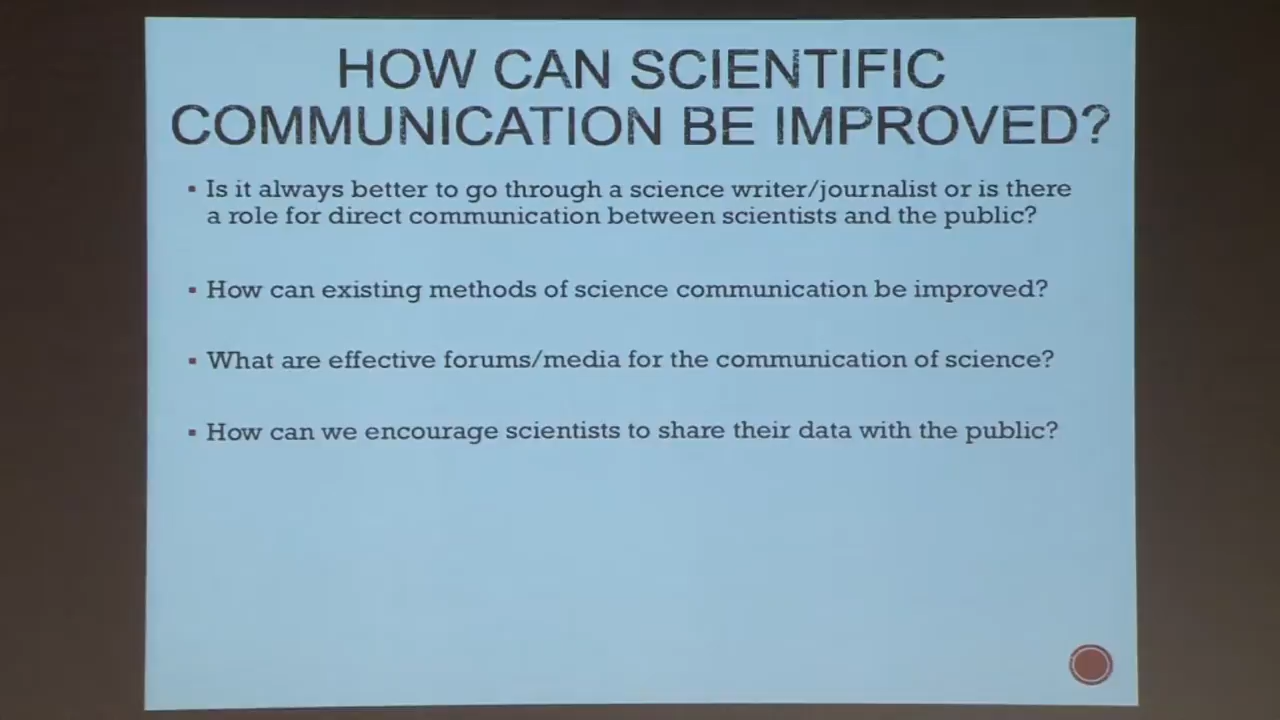 HOW CAN SCIENTIFIC
COMMUNICATION BE IMPROVED?
▪ Is it always better to go through a science writer/journalist or is there
a role for direct communication between scientists and the public?
▪ How can existing methods of science communication be improved?
▪ What are effective forums/media for the communication of science?
▪ How can we encourage scientists to share their data with the public?